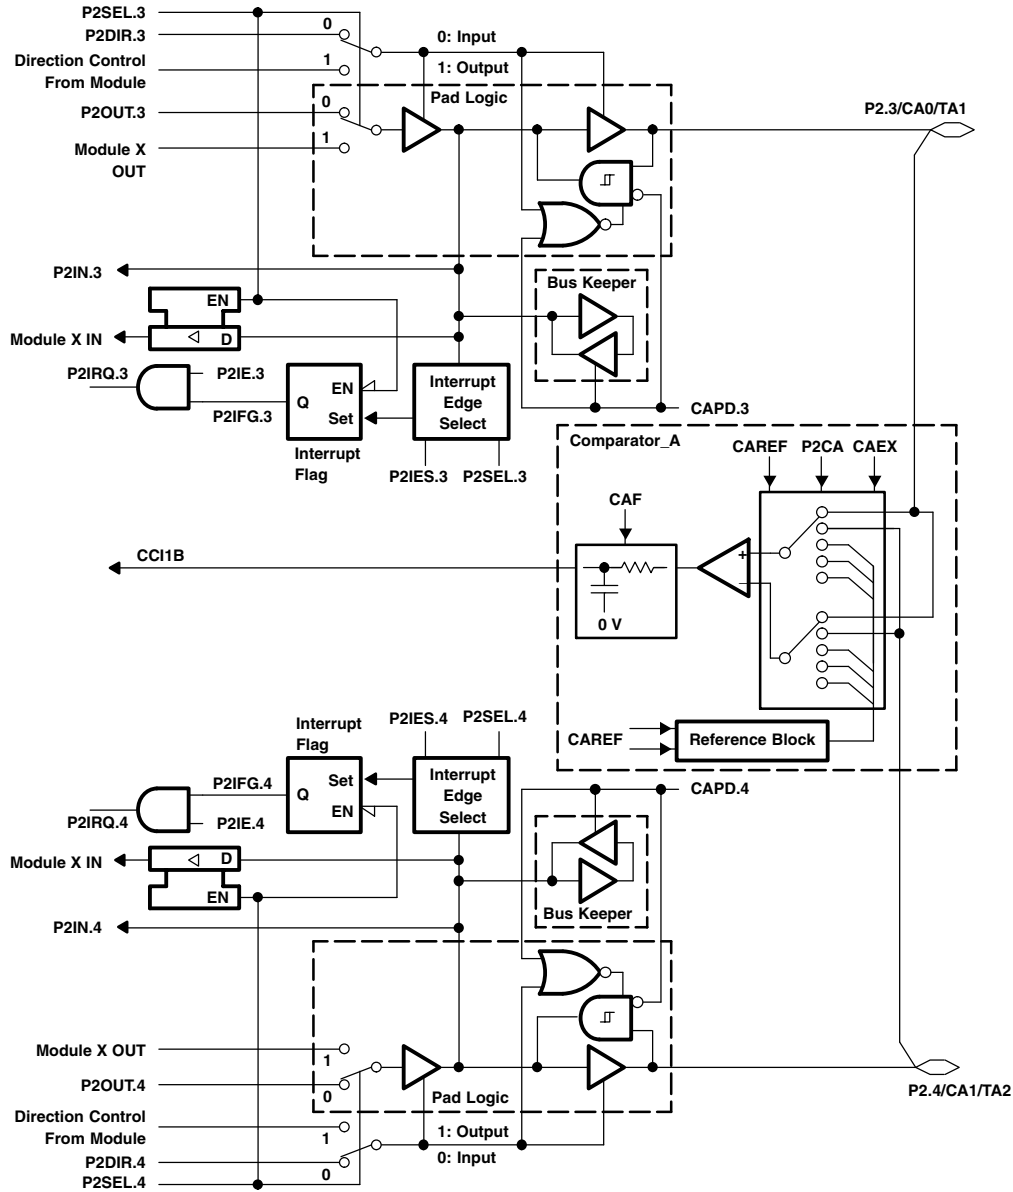 P2SEL.3
P2DIR.3
0
0: Input
Direction Control
From Module
1
1: Output
Pad Logic
P2OUT.3
0
P2.3/CA0/TA1
Module X
OUT
1
P2IN.3
Bus Keeper
EN
Module X IN
D
P2IRQ.3
P2IE.3
P2IFG.3
Q
EN
Set
Interrupt
Edge
Select
Interrupt
Flag
P2IES.3
P2SEL.3
CAPD.3
Comparator_A
CAREF
P2CA
CAEX
CAF
CCI1B
+
−
0 V
CAREF
Reference Block
Interrupt
Flag
P2IES.4
P2SEL.4
P2IFG.4
Q
Set
EN
Interrupt
Edge
Select
CAPD.4
P2IRQ.4
P2IE.4
Module X IN
D
EN
Bus Keeper
P2IN.4
Module X OUT
1
P2OUT.4
0
Pad Logic
P2.4/CA1/TA2
Direction Control
From Module
1
1: Output
0: Input
P2DIR.4
0
P2SEL.4